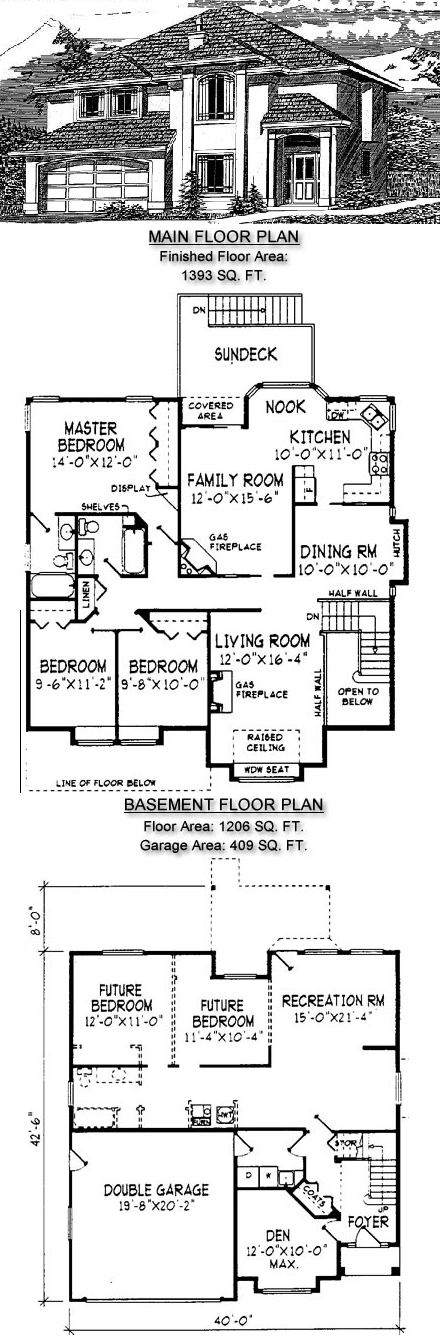 MAIN FLOOR PLAN
Finished Floor Area:
1393 SQ. FT.
DN
SUNDECK
COVERED
AREA
NOOK
DW
KITCHEN
10'-0"X11'-0"
MASTER
BEDROOM
14'-0"X12'-0"
FAMILY ROOM
12'-0"X15'-6"
DISPLAY
SHELVES
GAS
FIREPLACE
DINING RM
10'-0"X10'-0"
HUTCH
LINEN
HALF WALL
DN
LIVING ROOM
12'-0"X16'-4"
BEDROOM
9'-6"X11'-2"
BEDROOM
9'-8"X10'-0"
GAS
FIREPLACE
HALF WALL
OPEN TO
BELOW
RAISED
CEILING
WDW SEAT
LINE OF FLOOR BELOW
BASEMENT FLOOR PLAN
Floor Area: 1206 SQ. FT.
Garage Area: 409 SQ. FT.
8'-0"
FUTURE
BEDROOM
12'-0"X11'-0"
FUTURE
BEDROOM
11'-4"X10'-4"
RECREATION RM
15'-0"X21'-4"
42'-6"
FURN
HWT
STOR
D
W
COATS
UP
DOUBLE GARAGE
19'-8"X20'-2"
FOYER
DEN
12'-0"X10'-0"
MAX.
40'-0"